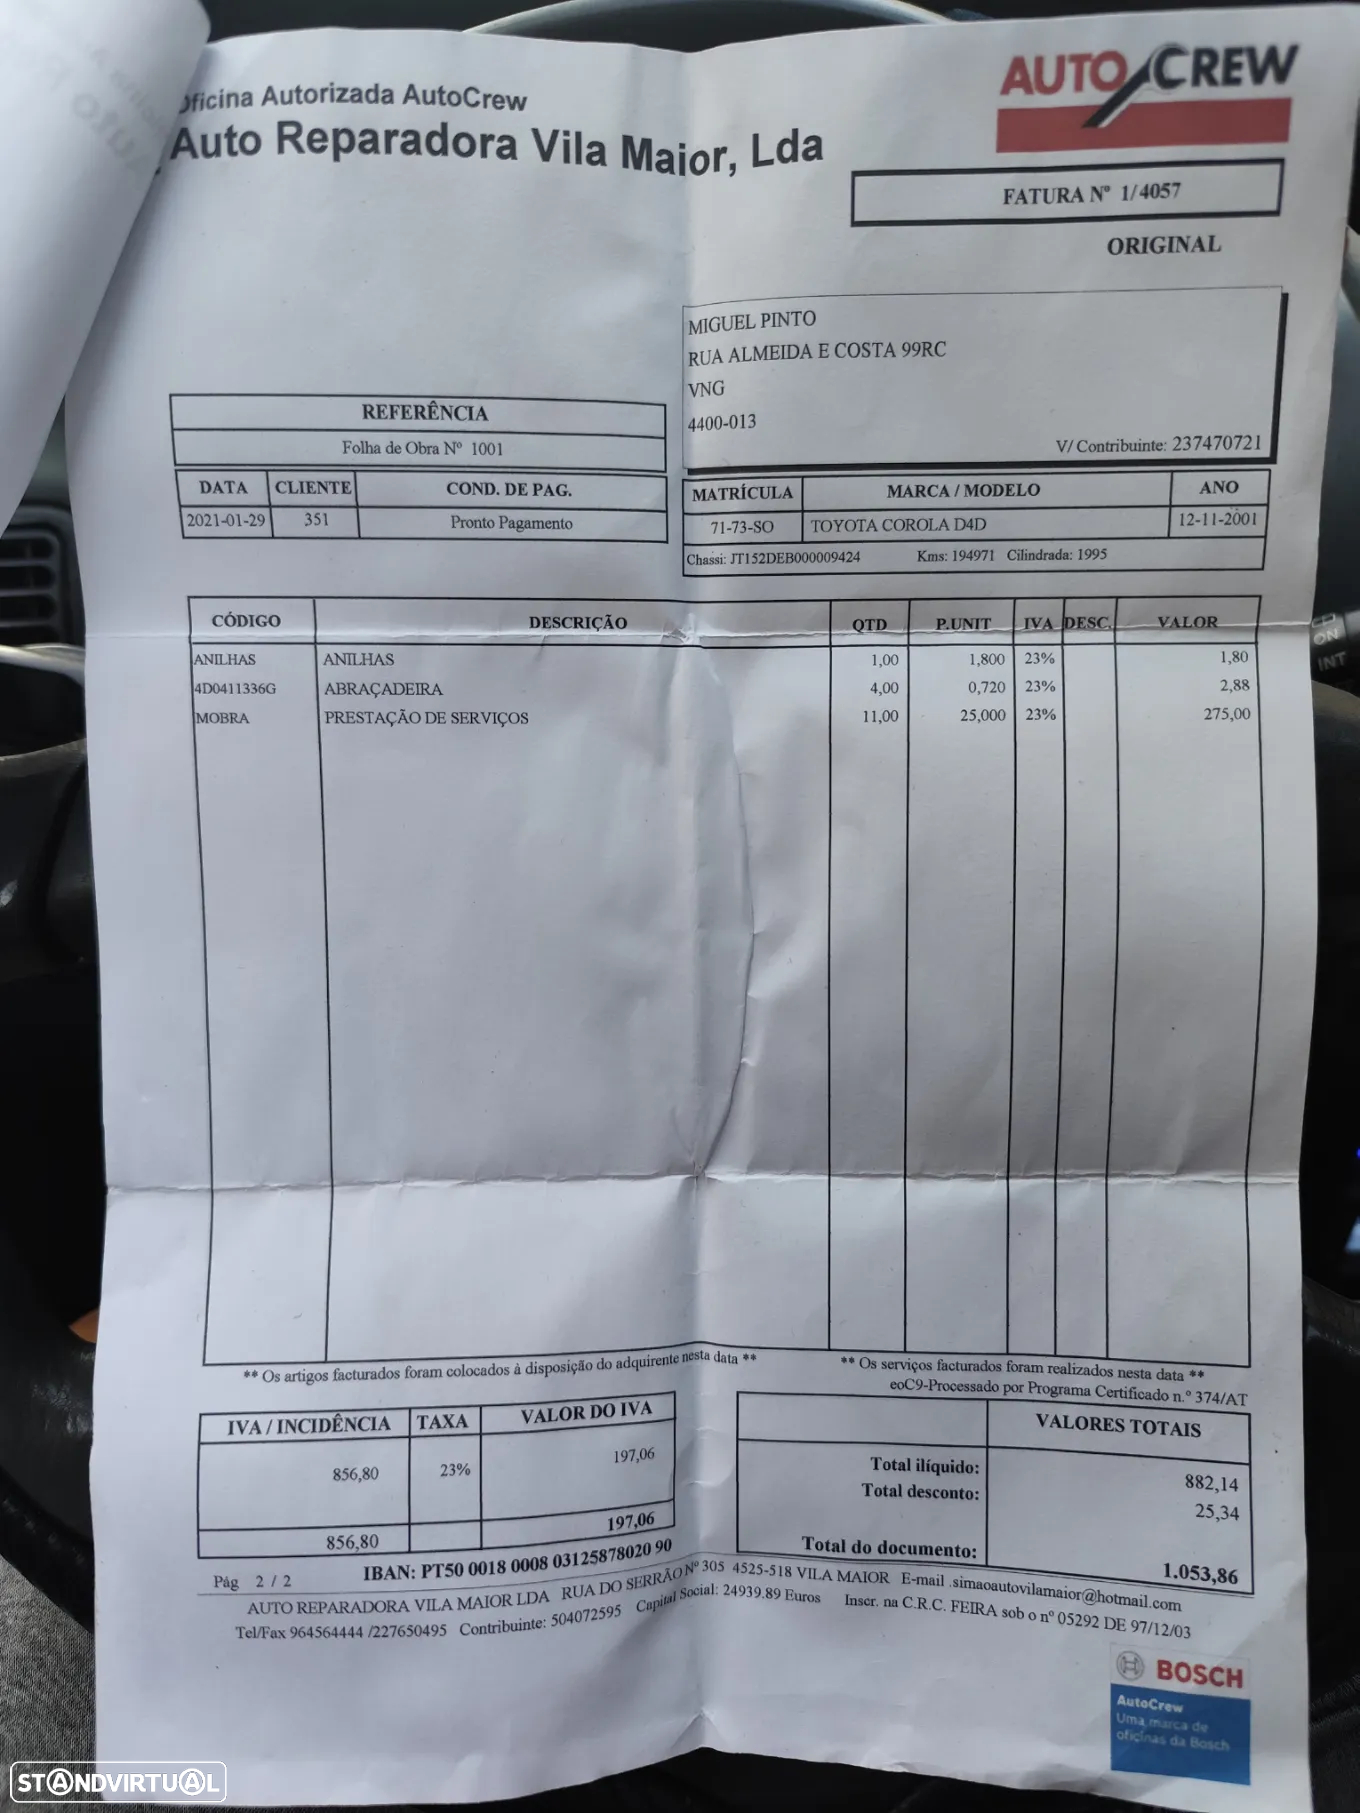 Oficina Autorizada AutoCrew
Auto Reparadora Vila Maior, Lda
AUTO CREW
FATURA Nº 1/4057
ORIGINAL
MIGUEL PINTO
RUA ALMEIDA E COSTA 99RC
VNG
4400-013
V/ Contribuinte: 237470721
REFERÊNCIA
Folha de Obra Nº 1001
DATA CLIENTE COND. DE PAG.
2021-01-29 351 Pronto Pagamento
MATRÍCULA MARCA / MODELO ANO
71-73-SO TOYOTA COROLA D4D 12-11-2001
Chassi: JT152DEB000009424 Kms: 194971 Cilindrada: 1995
CÓDIGO DESCRIÇÃO QTD P.UNIT IVA DESC. VALOR
ANILHAS ANILHAS 1,00 1,800 23% 1,80
4D0411336G ABRAÇADEIRA 4,00 0,720 23% 2,88
MOBRA PRESTAÇÃO DE SERVIÇOS 11,00 25,000 23% 275,00
** Os artigos facturados foram colocados à disposição do adquirente nesta data **
** Os serviços facturados foram realizados nesta data **
eoC9-Processado por Programa Certificado n.º 374/AT
IVA / INCIDÊNCIA TAXA VALOR DO IVA
856,80 23% 197,06
856,80 197,06
VALORES TOTAIS
Total ilíquido: 882,14
Total desconto: 25,34
Total do documento: 1.053,86
Pág 2 / 2
IBAN: PT50 0018 0008 03125878020 90
AUTO REPARADORA VILA MAIOR LDA RUA DO SERRÃO Nº 305 4525-518 VILA MAIOR E-mail .simaoautovilamaior@hotmail.com
Tel/Fax 964564444 /227650495 Contribuinte: 504072595 Capital Social: 24939.89 Euros Inscr. na C.R.C. FEIRA sob o nº 05292 DE 97/12/03
BOSCH
AutoCrew
Uma marca de
oficinas da Bosch
ON
INT
STANDVIRTUAL